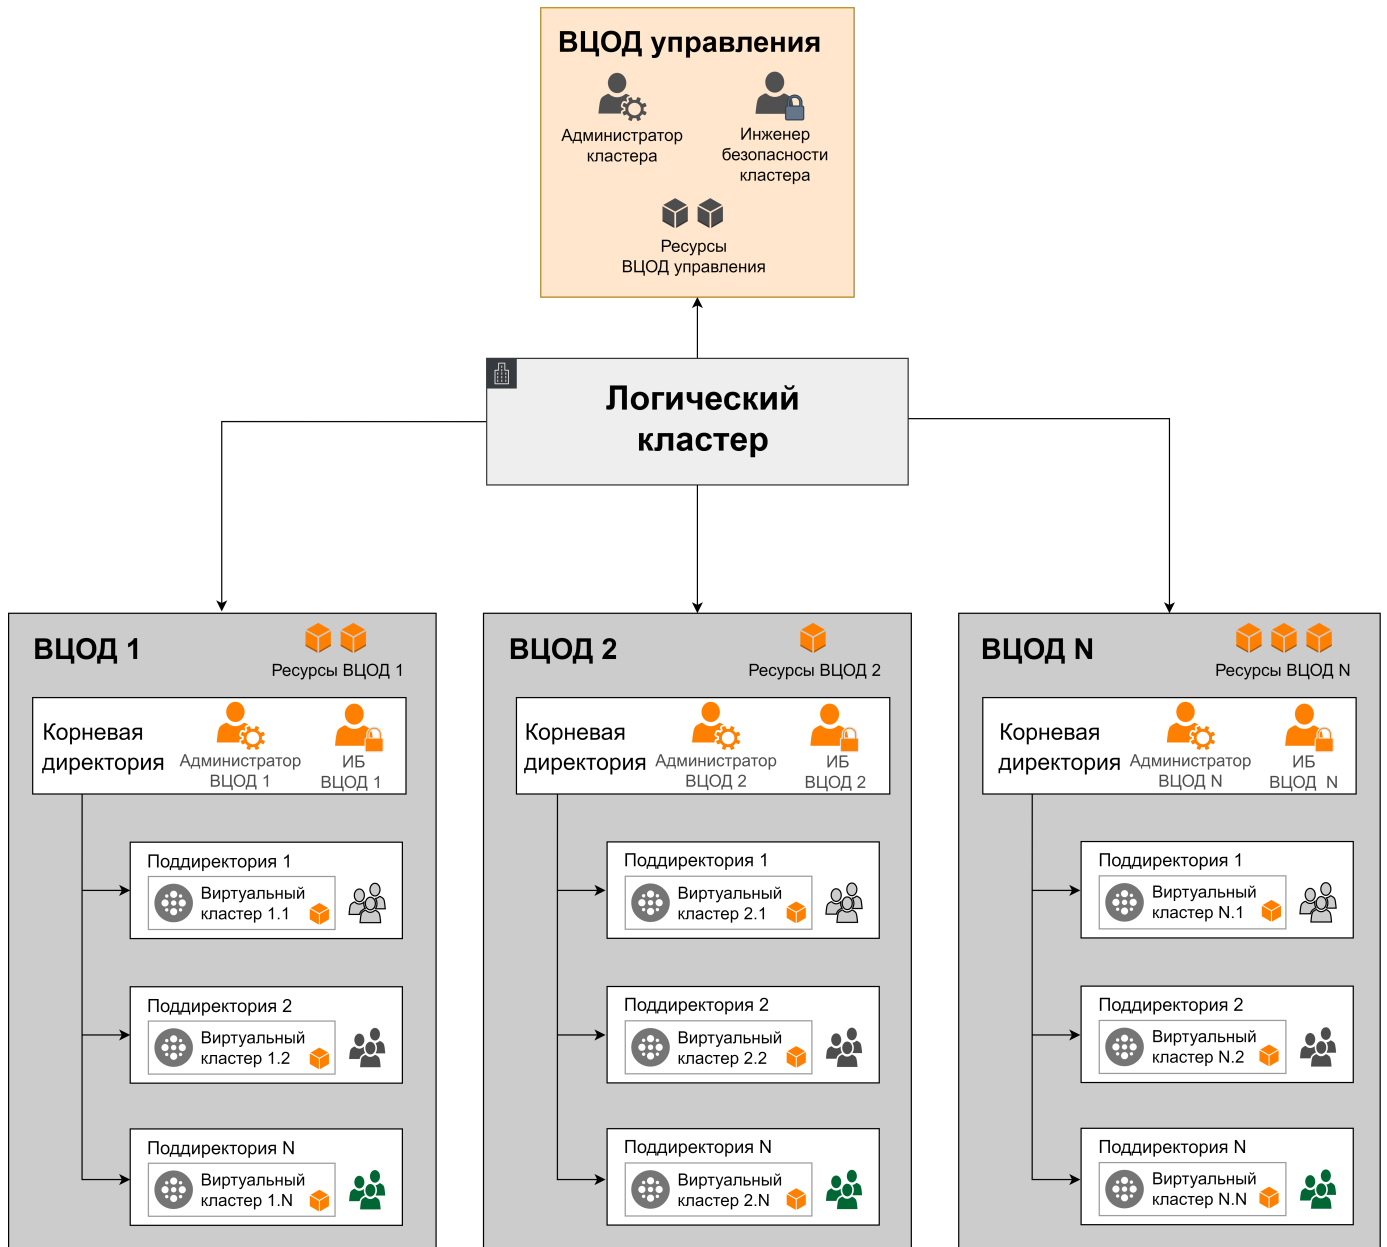 ВЦОД управления
Администратор
кластера
Инженер
безопасности
кластера
Ресурсы
ВЦОД управления
Логический
кластер
ВЦОД 1
Ресурсы ВЦОД 1
Корневая
директория
Администратор
ВЦОД 1
ИБ
ВЦОД 1
Поддиректория 1
Виртуальный
кластер 1.1
Поддиректория 2
Виртуальный
кластер 1.2
Поддиректория N
Виртуальный
кластер 1.N
ВЦОД 2
Ресурсы ВЦОД 2
Корневая
директория
Администратор
ВЦОД 2
ИБ
ВЦОД 2
Поддиректория 1
Виртуальный
кластер 2.1
Поддиректория 2
Виртуальный
кластер 2.2
Поддиректория N
Виртуальный
кластер 2.N
ВЦОД N
Ресурсы ВЦОД N
Корневая
директория
Администратор
ВЦОД N
ИБ
ВЦОД N
Поддиректория 1
Виртуальный
кластер N.1
Поддиректория 2
Виртуальный
кластер N.2
Поддиректория N
Виртуальный
кластер N.N